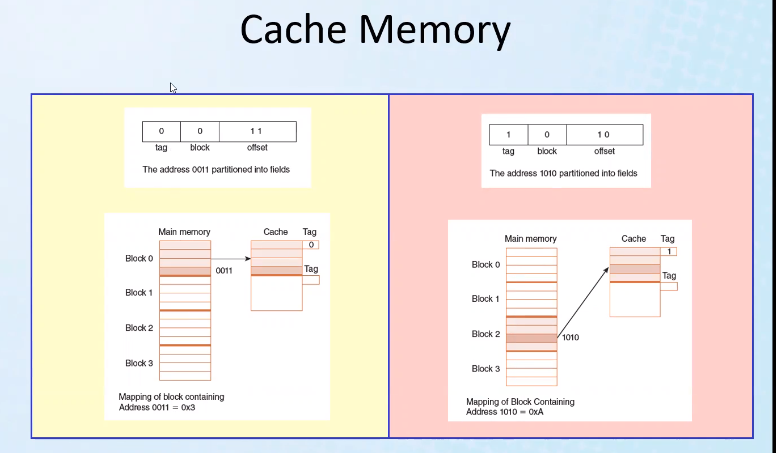 Cache Memory
0 0 1 1
tag block offset
The address 0011 partitioned into fields
Main memory Cache Tag
0
Block 0
0011
Tag
Block 1
Block 2
Block 3
Mapping of block containing
Address 0011 = 0x3
1 0 1 0
tag block offset
The address 1010 partitioned into fields
Main memory Cache Tag
1
Block 0
Tag
Block 1
Block 2
1010
Block 3
Mapping of Block Containing
Address 1010 = 0xA